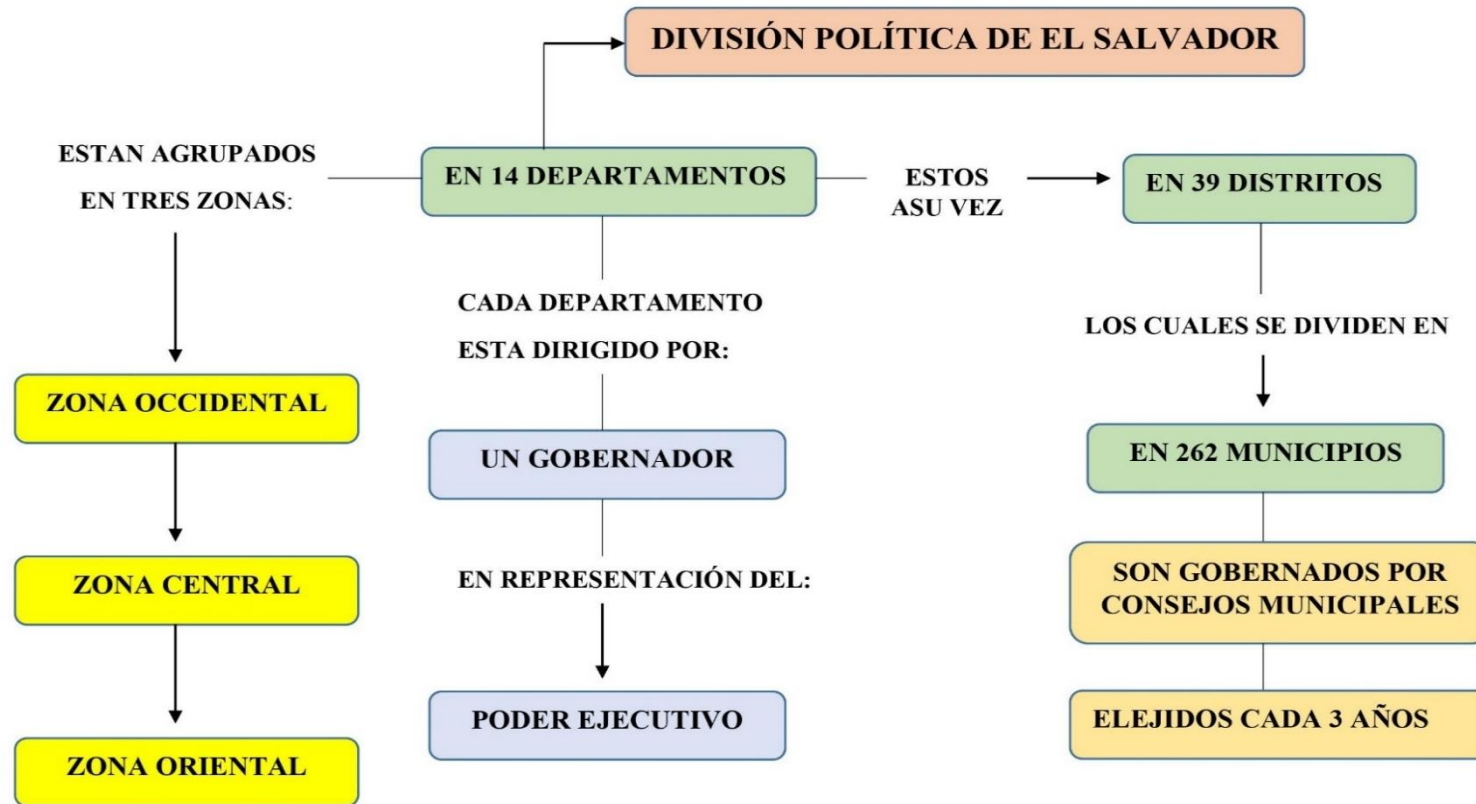 DIVISIÓN POLÍTICA DE EL SALVADOR
ESTAN AGRUPADOS
EN TRES ZONAS:
EN 14 DEPARTAMENTOS
ESTOS
ASU VEZ
EN 39 DISTRITOS
CADA DEPARTAMENTO
ESTA DIRIGIDO POR:
LOS CUALES SE DIVIDEN EN
ZONA OCCIDENTAL
UN GOBERNADOR
EN 262 MUNICIPIOS
ZONA CENTRAL
EN REPRESENTACIÓN DEL:
SON GOBERNADOS POR
CONSEJOS MUNICIPALES
ZONA ORIENTAL
PODER EJECUTIVO
ELEJIDOS CADA 3 AÑOS